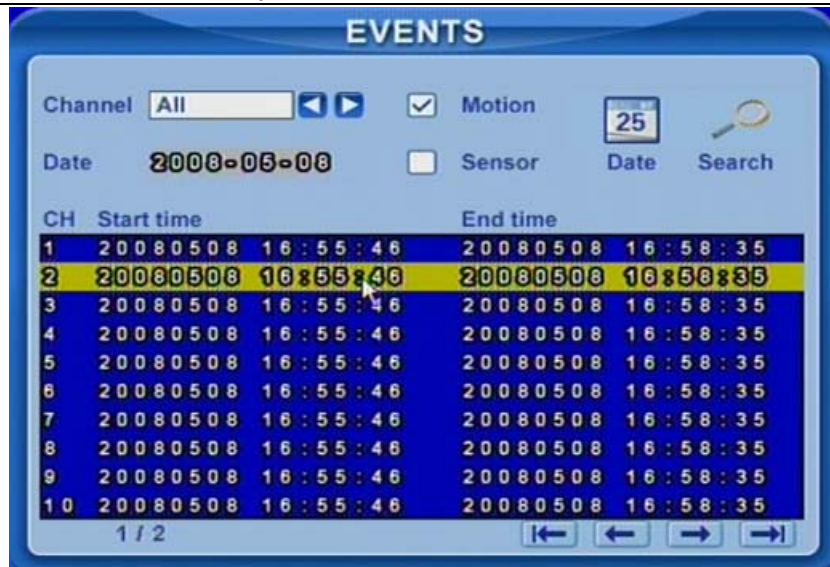 EVENTS
Channel All Motion
25
Date 2008-05-08 Sensor Date Search
CH Start time End time
1 20080508 16:55:46 20080508 16:58:35
2 20080508 16:55:46 20080508 16:58:35
3 20080508 16:55:46 20080508 16:58:35
4 20080508 16:55:46 20080508 16:58:35
5 20080508 16:55:46 20080508 16:58:35
6 20080508 16:55:46 20080508 16:58:35
7 20080508 16:55:46 20080508 16:58:35
8 20080508 16:55:46 20080508 16:58:35
9 20080508 16:55:46 20080508 16:58:35
10 20080508 16:55:46 20080508 16:58:35
1 / 2